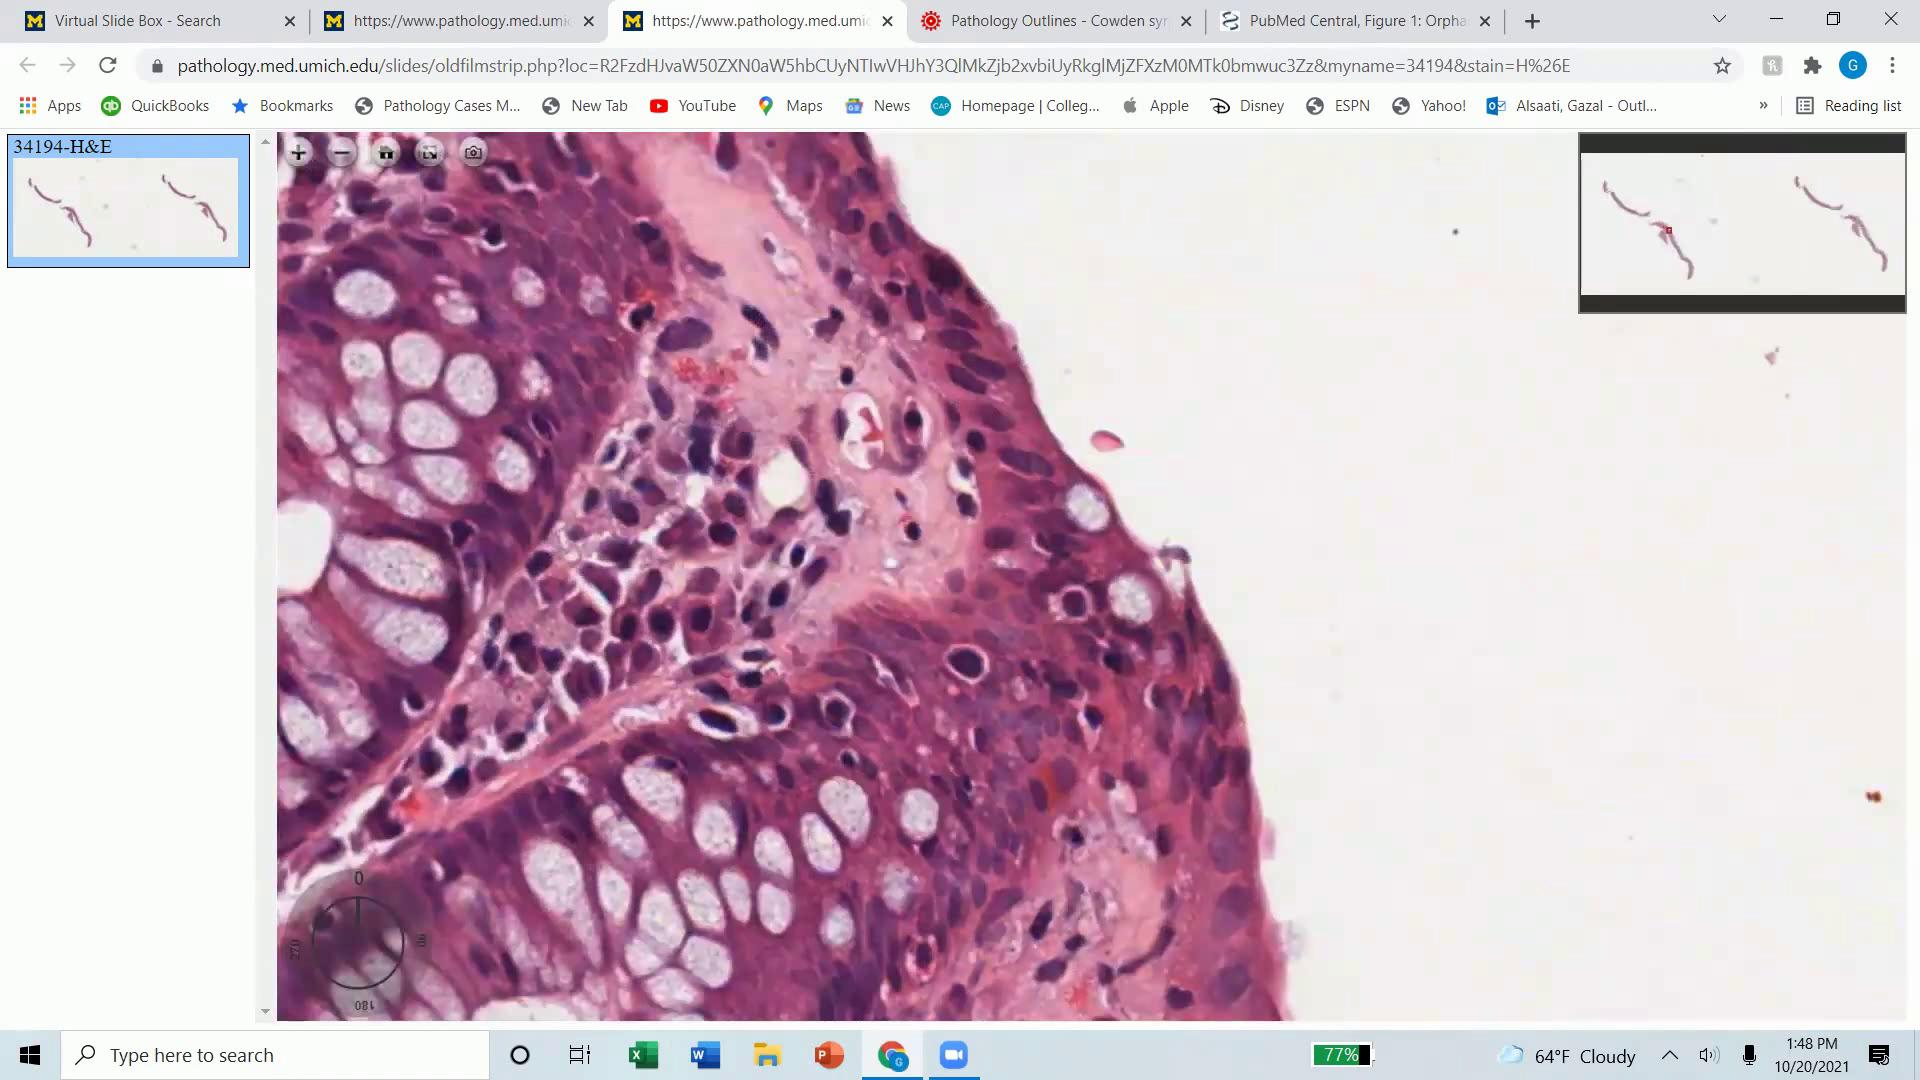 Virtual Slide Box - Search
https://www.pathology.med.umic
https://www.pathology.med.umic
Pathology Outlines - Cowden syn
PubMed Central, Figure 1: Orpha
pathology.med.umich.edu/slides/oldfilmstrip.php?loc=R2FzdHJvaW50ZXN0aW5hbCUyNTIwVHJhY3QlMkZjb2xvbiUyRkglMjZFXzM0MTk0bmwuc3Zz&myname=34194&stain=H%26E
Apps
QuickBooks
Bookmarks
Pathology Cases M...
New Tab
YouTube
Maps
News
CAP
Homepage | Colleg...
Apple
Disney
ESPN
Yahoo!
Alsaati, Gazal - Outl...
»
Reading list
34194-H&E
0
90
180
270
Type here to search
77%
64°F Cloudy
1:48 PM
10/20/2021